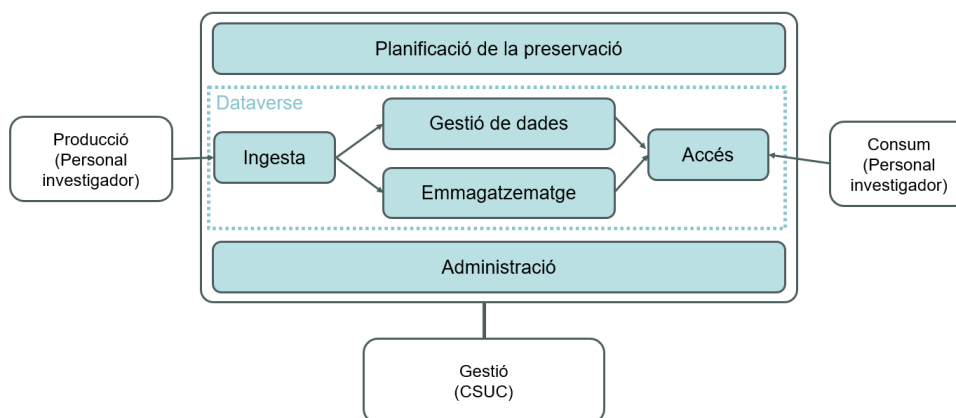 Planificació de la preservació
Dataverse
Producció
(Personal
investigador)
Ingesta
Gestió de dades
Emmagatzematge
Accés
Consum
(Personal
investigador)
Administració
Gestió
(CSUC)